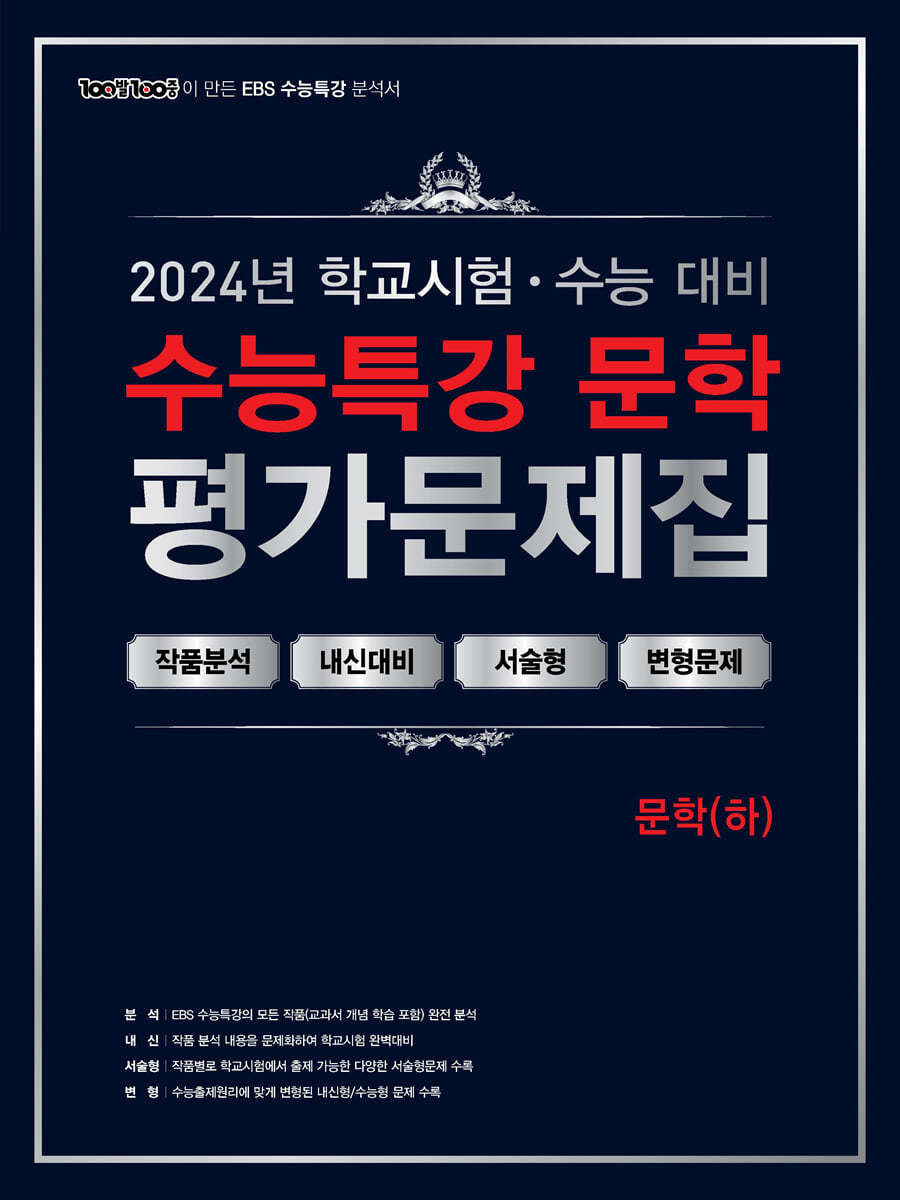 100발100중이 만든 EBS 수능특강 분석서
2024년 학교시험·수능 대비
수능특강 문학
평가문제집
작품분석 내신대비 서술형 변형문제
문학(하)
분 석 | EBS 수능특강의 모든 작품(교과서 개념 학습 포함) 완전 분석
내 신 | 작품 분석 내용을 문제화하여 학교시험 완벽대비
서술형 | 작품별로 학교시험에서 출제 가능한 다양한 서술형문제 수록
변 형 | 수능출제원리에 맞게 변형된 내신형/수능형 문제 수록